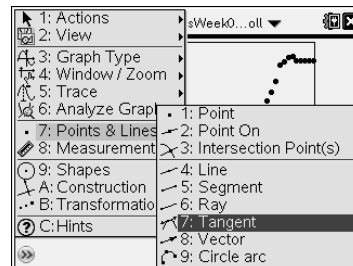 1: Actions
sWeek0...oll
2: View
3: Graph Type
4: Window / Zoom
5: Trace
6: Analyze Grap
7: Points & Lines
8: Measurement
9: Shapes
A: Construction
B: Transformatio
C:Hints
1: Point
2: Point On
3: Intersection Point(s)
4: Line
5: Segment
6: Ray
7: Tangent
8: Vector
9: Circle arc